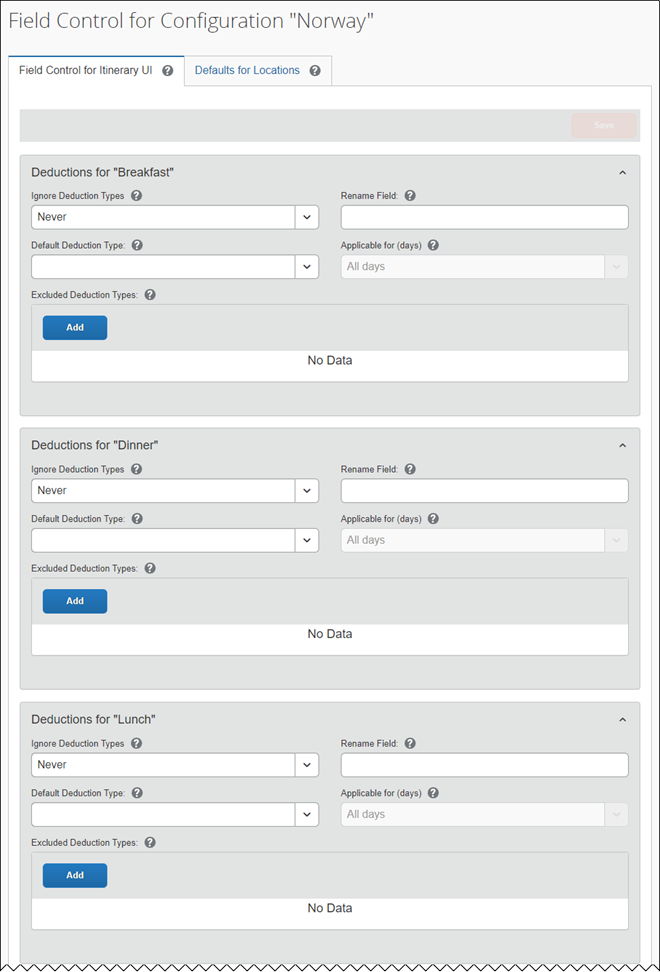 Field Control for Configuration "Norway"
Field Control for Itinerary UI ? Defaults for Locations ?
Save
Deductions for "Breakfast"
Ignore Deduction Types ? Rename Field: ?
Never
Default Deduction Type: ? Applicable for (days) ?
All days
Excluded Deduction Types: ?
Add
No Data
Deductions for "Dinner"
Ignore Deduction Types ? Rename Field: ?
Never
Default Deduction Type: ? Applicable for (days) ?
All days
Excluded Deduction Types: ?
Add
No Data
Deductions for "Lunch"
Ignore Deduction Types ? Rename Field: ?
Never
Default Deduction Type: ? Applicable for (days) ?
All days
Excluded Deduction Types: ?
Add
No Data